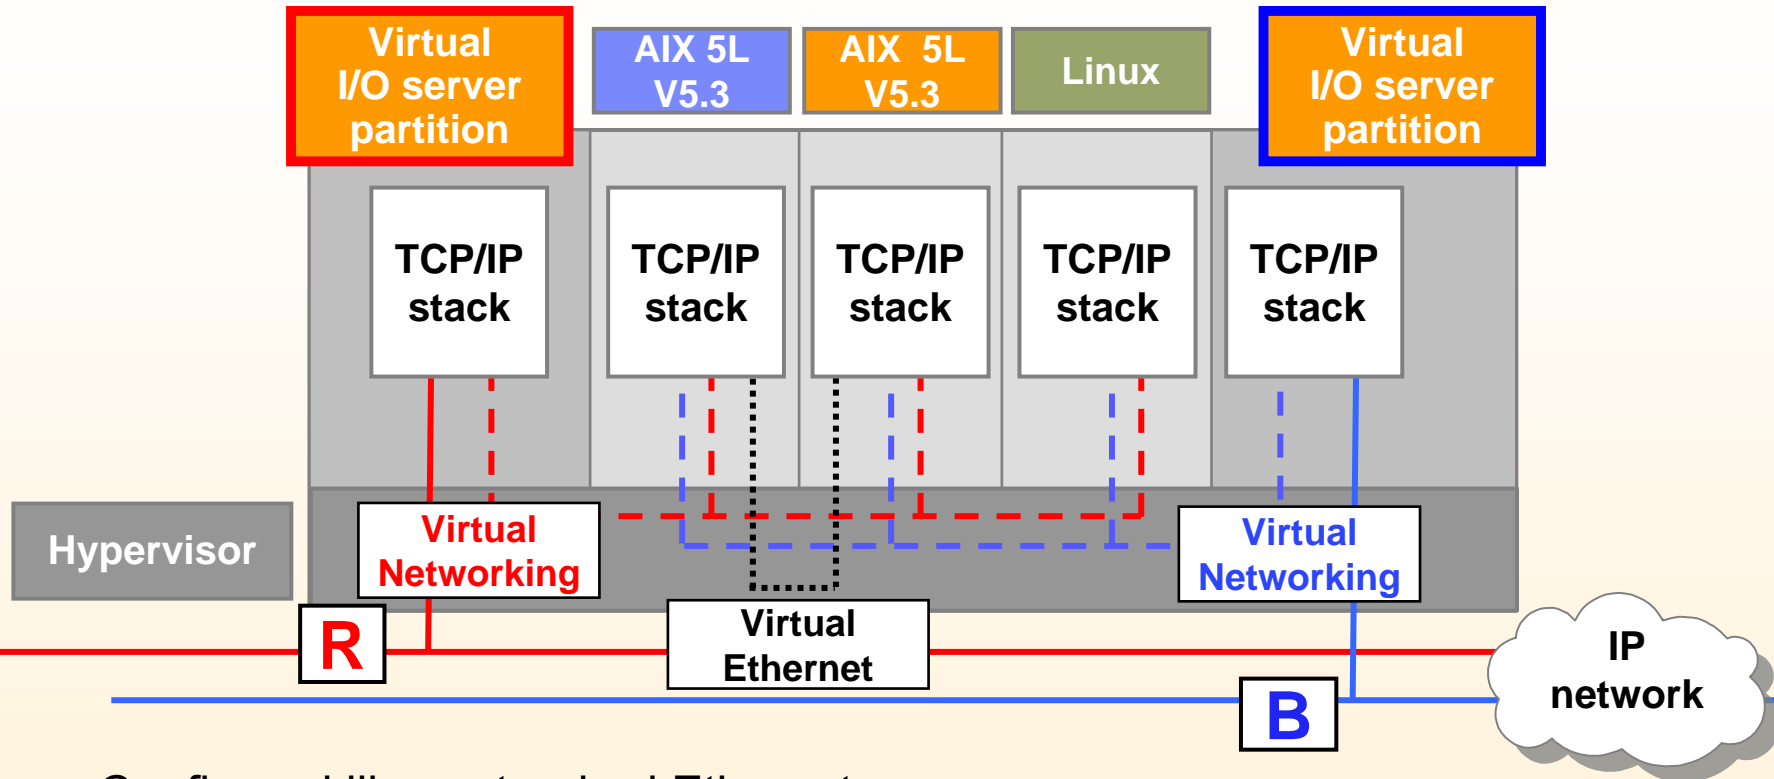 Virtual
I/O server
partition
AIX 5L
V5.3
AIX 5L
V5.3
Linux
Virtual
I/O server
partition
TCP/IP
stack
TCP/IP
stack
TCP/IP
stack
TCP/IP
stack
TCP/IP
stack
Hypervisor
Virtual
Networking
Virtual
Networking
Virtual
Ethernet
R
B
IP
network